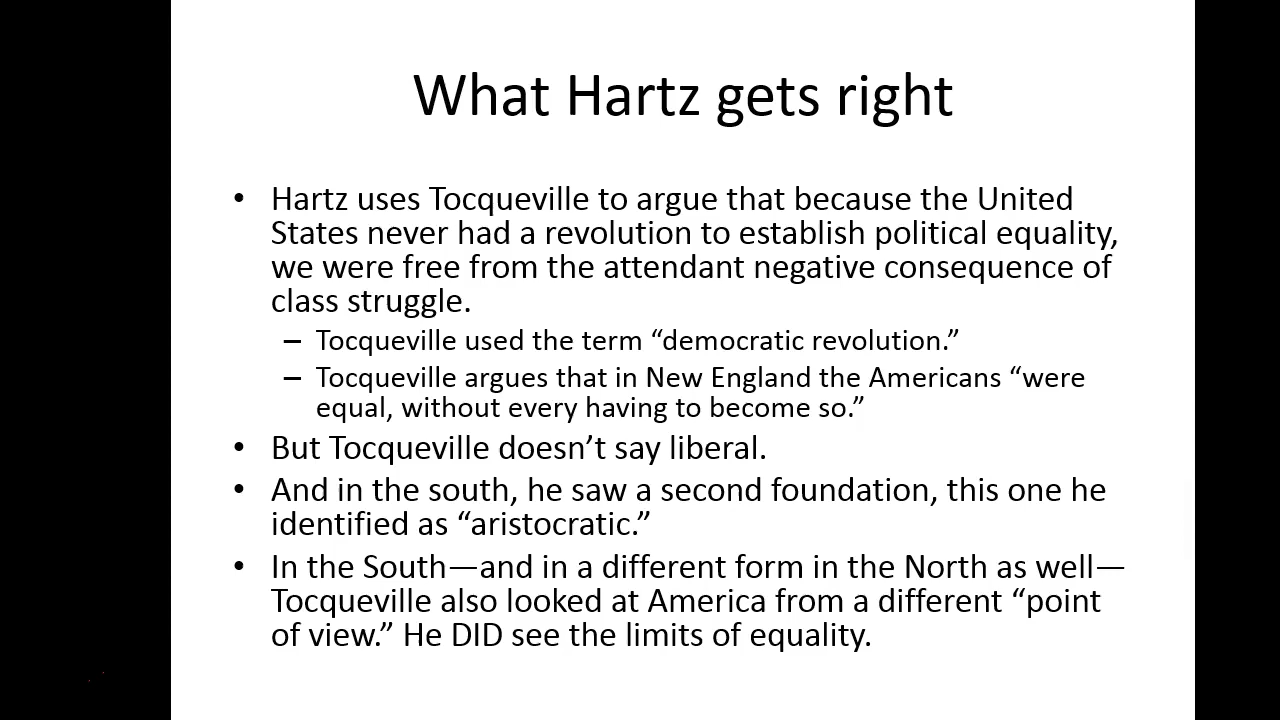 What Hartz gets right
• Hartz uses Tocqueville to argue that because the United
States never had a revolution to establish political equality,
we were free from the attendant negative consequence of
class struggle.
– Tocqueville used the term “democratic revolution.”
– Tocqueville argues that in New England the Americans “were
equal, without every having to become so.”
• But Tocqueville doesn’t say liberal.
• And in the south, he saw a second foundation, this one he
identified as “aristocratic.”
• In the South—and in a different form in the North as well—
Tocqueville also looked at America from a different “point
of view.” He DID see the limits of equality.